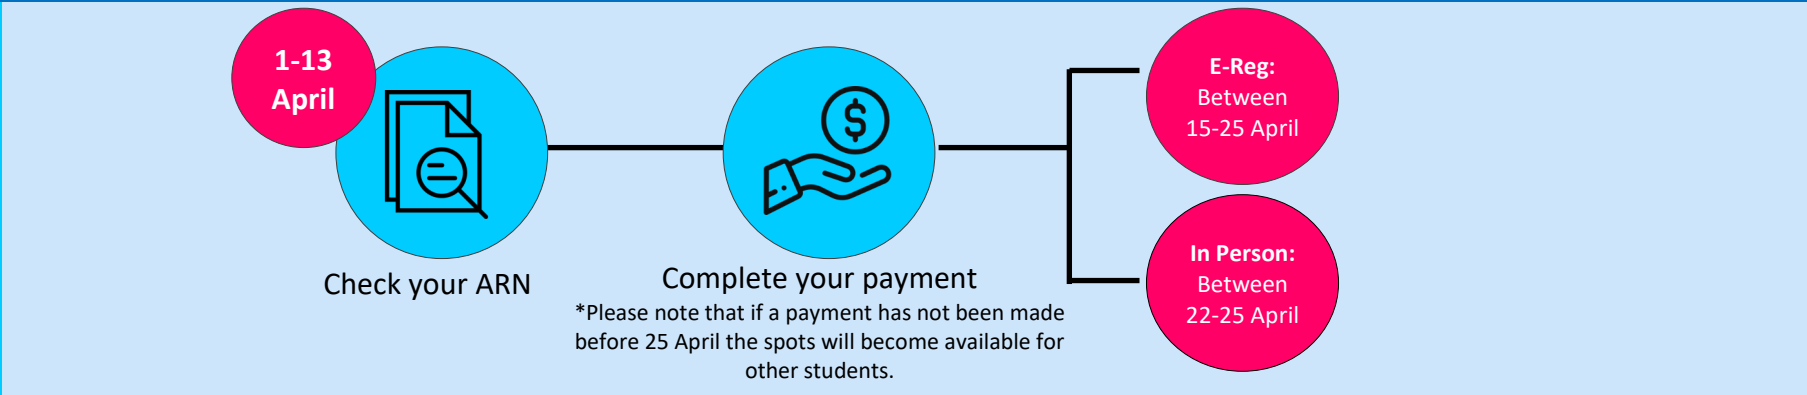 1-13
April
Check your ARN
$
Complete your payment
*Please note that if a payment has not been made
before 25 April the spots will become available for
other students.
E-Reg:
Between
15-25 April
In Person:
Between
22-25 April